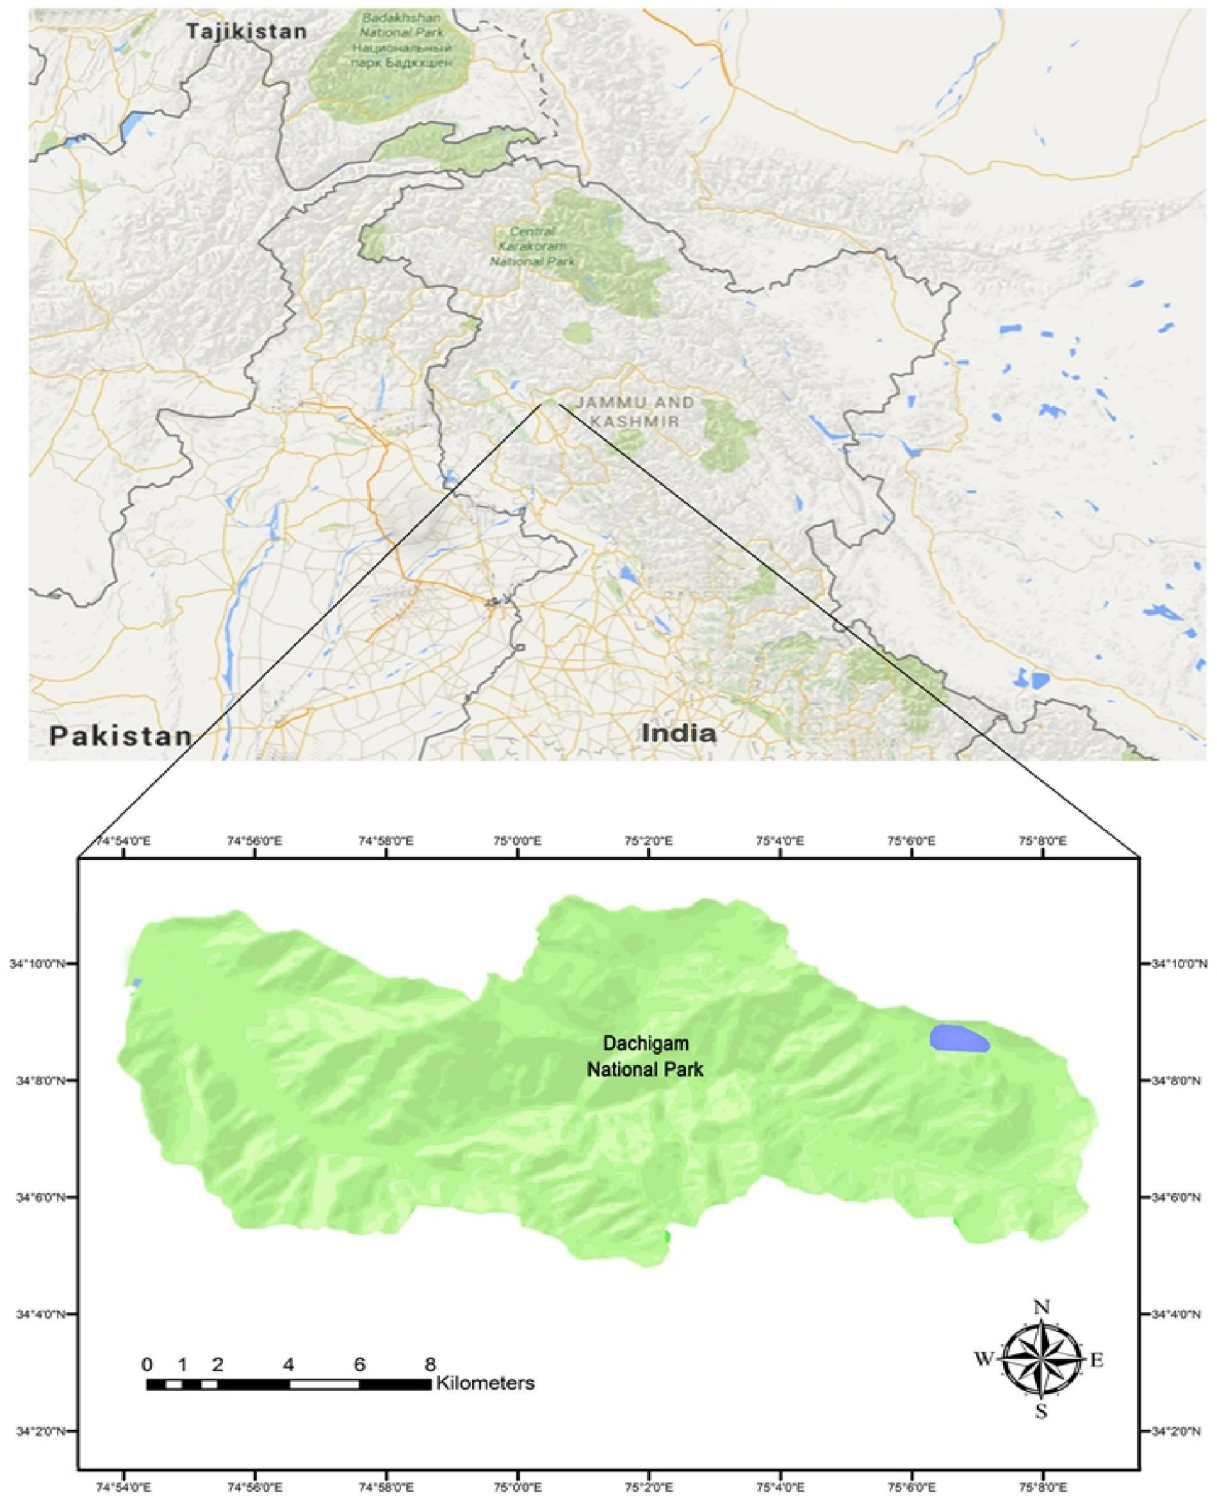 Tajikistan
Badakhshan
National Park
Национальный
парк Бадкхшен
Central
Karakoram
National Park
JAMMU AND
KASHMIR
Pakistan
India
74°54'0"E 74°56'0"E 74°58'0"E 75°0'0"E 75°2'0"E 75°4'0"E 75°6'0"E 75°8'0"E
34°10'0"N 34°10'0"N
Dachigam
National Park
34°8'0"N 34°8'0"N
34°6'0"N 34°6'0"N
34°4'0"N 34°4'0"N
N
W E
S
0 1 2 4 6 8
Kilometers
34°2'0"N 34°2'0"N
74°54'0"E 74°56'0"E 74°58'0"E 75°0'0"E 75°2'0"E 75°4'0"E 75°6'0"E 75°8'0"E